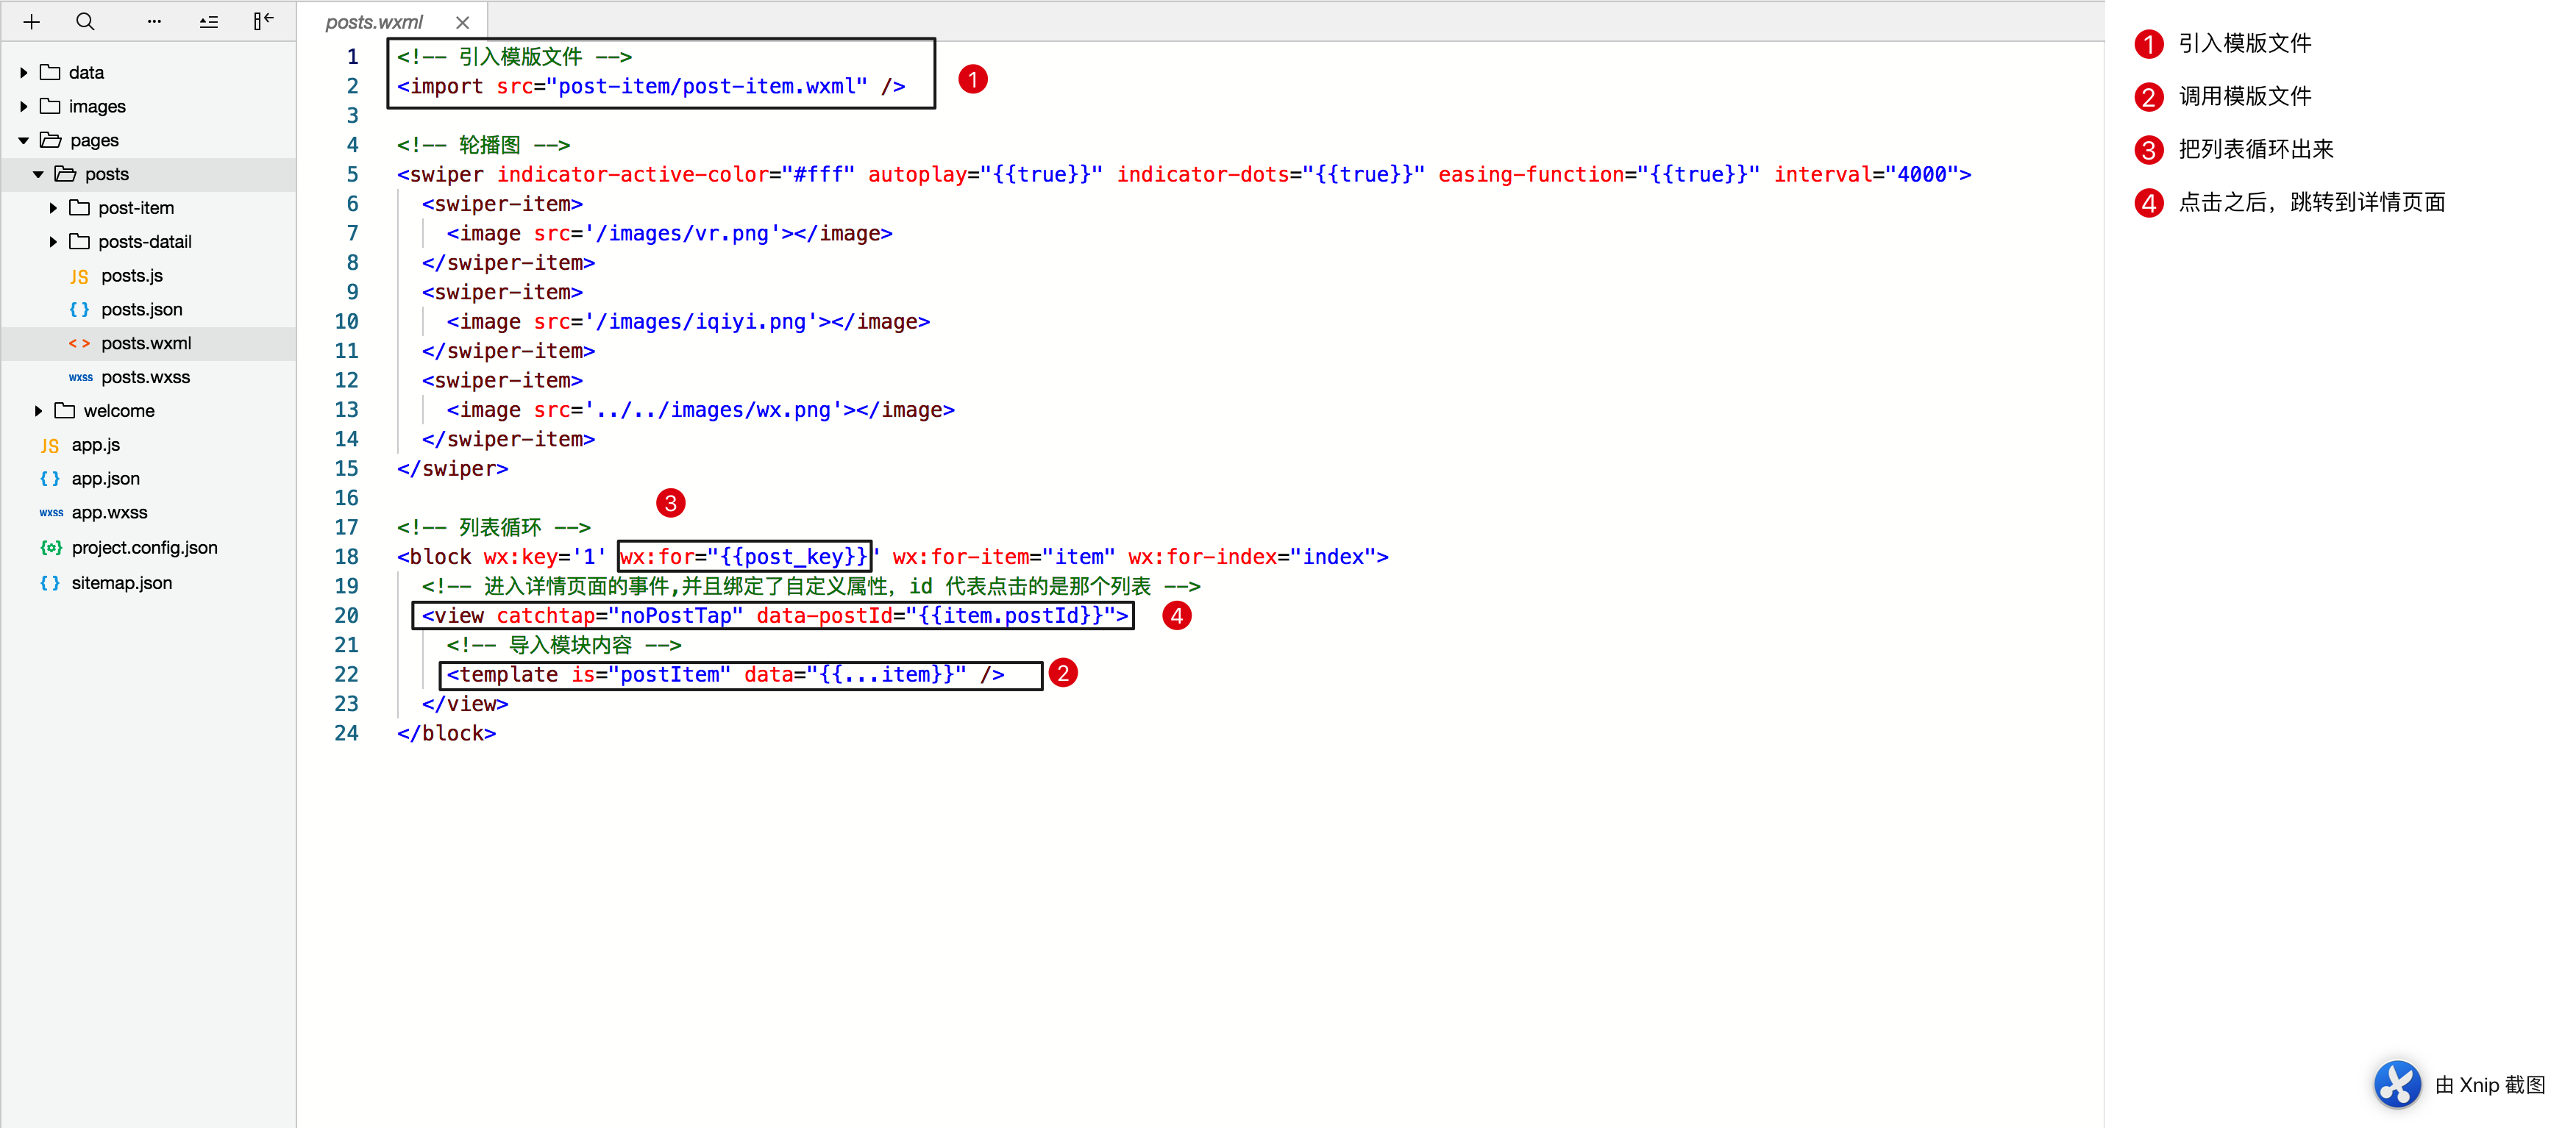 posts.wxml
data
images
pages
posts
post-item
posts-datail
JS posts.js
{ } posts.json
< > posts.wxml
wxss posts.wxss
welcome
JS app.js
{ } app.json
wxss app.wxss
project.config.json
{ } sitemap.json
1 <!-- 引入模版文件 -->
2 <import src="post-item/post-item.wxml" />
1
3
4 <!-- 轮播图 -->
5 <swiper indicator-active-color="#fff" autoplay="{{true}}" indicator-dots="{{true}}" easing-function="{{true}}" interval="4000">
6 <swiper-item>
7 <image src='/images/vr.png'></image>
8 </swiper-item>
9 <swiper-item>
10 <image src='/images/iqiyi.png'></image>
11 </swiper-item>
12 <swiper-item>
13 <image src='../../images/wx.png'></image>
14 </swiper-item>
15 </swiper>
16
3
17 <!-- 列表循环 -->
18 <block wx:key='1' wx:for="{{post_key}}" wx:for-item="item" wx:for-index="index">
19 <!-- 进入详情页面的事件,并且绑定了自定义属性，id 代表点击的是那个列表 -->
20 <view catchtap="noPostTap" data-postId="{{item.postId}}"> 4
21 <!-- 导入模块内容 -->
22 <template is="postItem" data="{{...item}}" /> 2
23 </view>
24 </block>
1 引入模版文件
2 调用模版文件
3 把列表循环出来
4 点击之后，跳转到详情页面
由 Xnip 截图